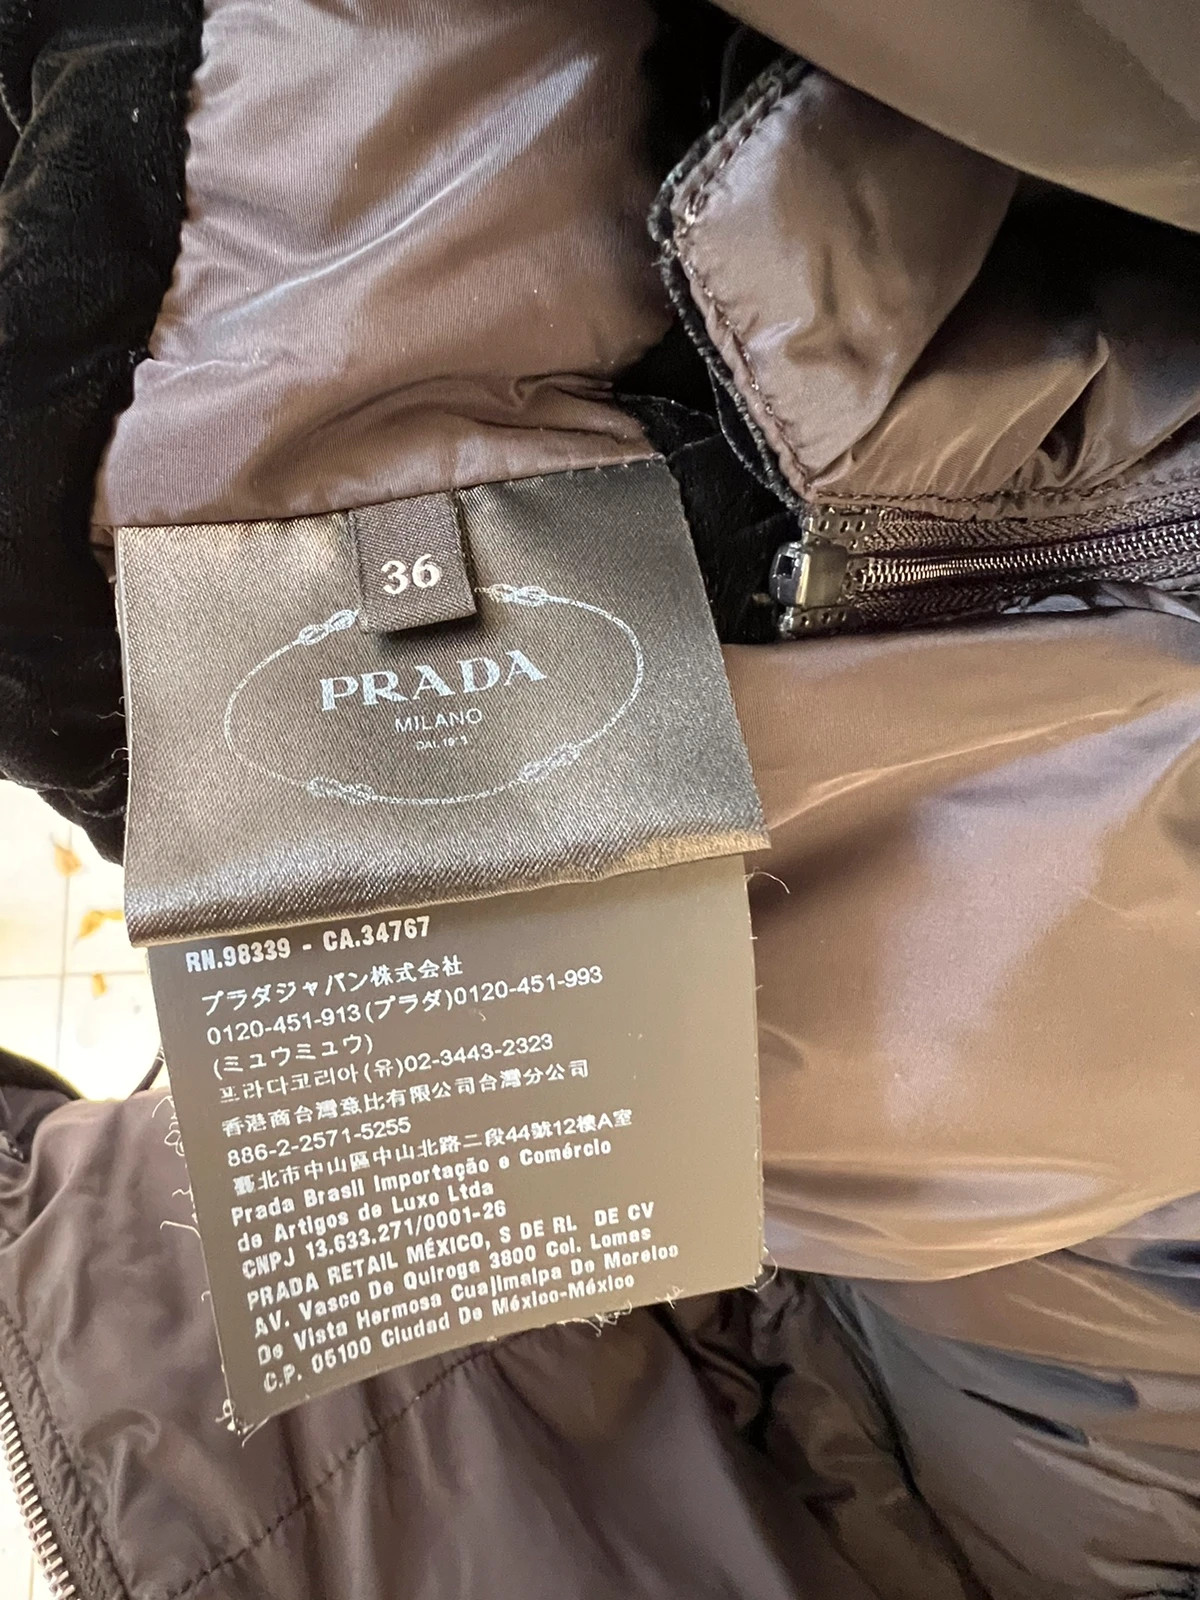 36
PRADA
MILANO
RN.98339 - CA.34767
プラダジャパン株式会社
0120-451-913(プラダ)0120-451-993
(ミュウミュウ)
프라다코리아(유)02-3443-2323
香港商台灣意比有限公司台灣分公司
886-2-2571-5255
臺北市中山區中山北路二段44號12樓A室
Prada Brasil Importação e Comércio
de Artigos de Luxo Ltda
CNPJ 13.633.271/0001-26
PRADA RETAIL MÉXICO, S DE RL DE CV
AV. Vasco De Quiroga 3800 Col. Lomas
De Vista Hermosa Cuajimalpa De Morelos
C.P. 05100 Ciudad De México-México